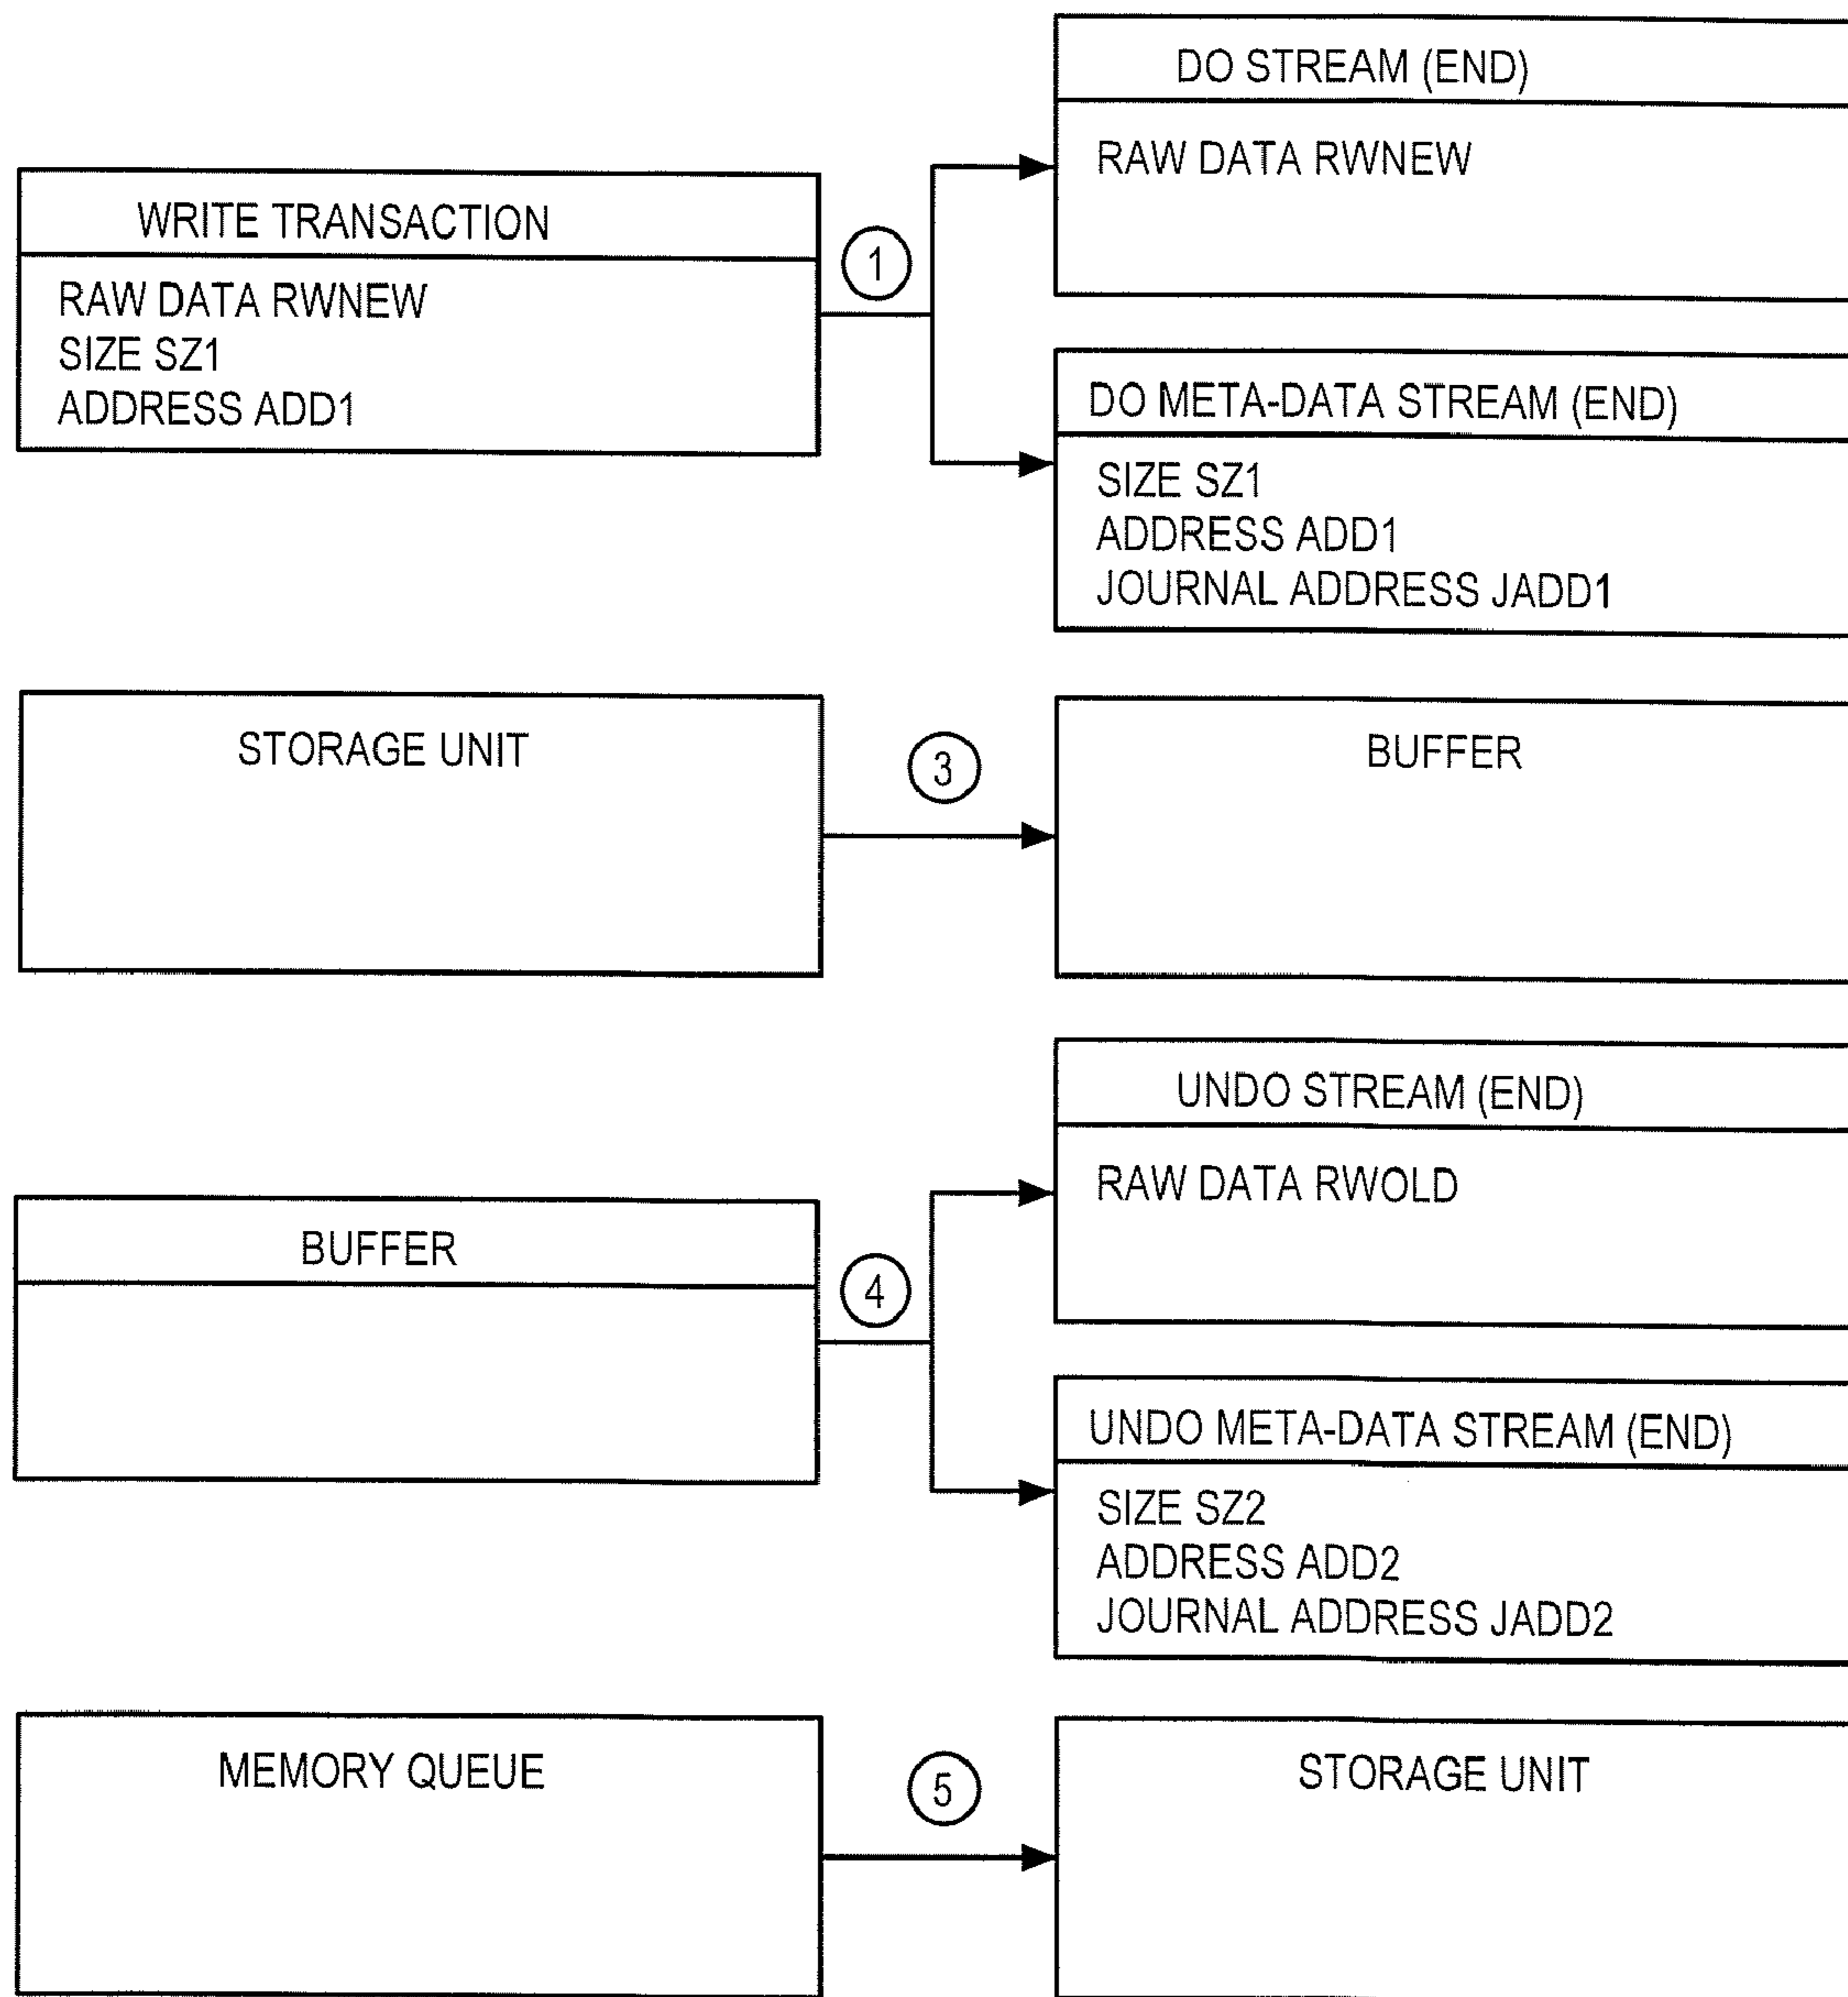 DO STREAM (END)
RAW DATA RWNEW
WRITE TRANSACTION
RAW DATA RWNEW
SIZE SZ1
ADDRESS ADD1
1
DO META-DATA STREAM (END)
SIZE SZ1
ADDRESS ADD1
JOURNAL ADDRESS JADD1
STORAGE UNIT
3
BUFFER
UNDO STREAM (END)
RAW DATA RWOLD
BUFFER
4
UNDO META-DATA STREAM (END)
SIZE SZ2
ADDRESS ADD2
JOURNAL ADDRESS JADD2
MEMORY QUEUE
5
STORAGE UNIT